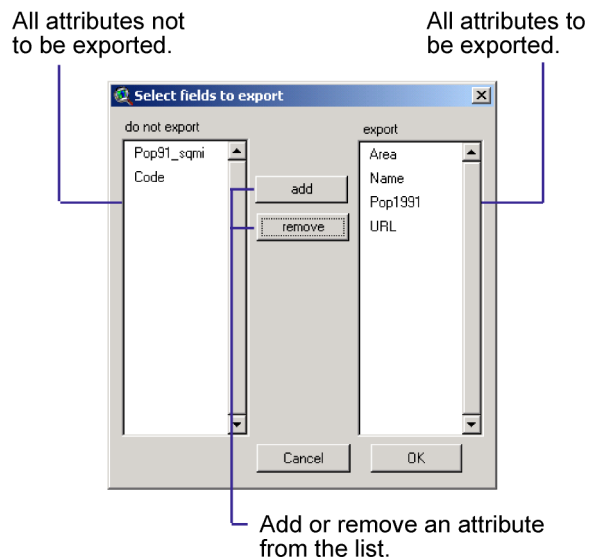 All attributes not
to be exported.
All attributes to
be exported.
Select fields to export
do not export
export
Pop91_sqmi
Code
add
remove
Area
Name
Pop1991
URL
Cancel
OK
Add or remove an attribute
from the list.